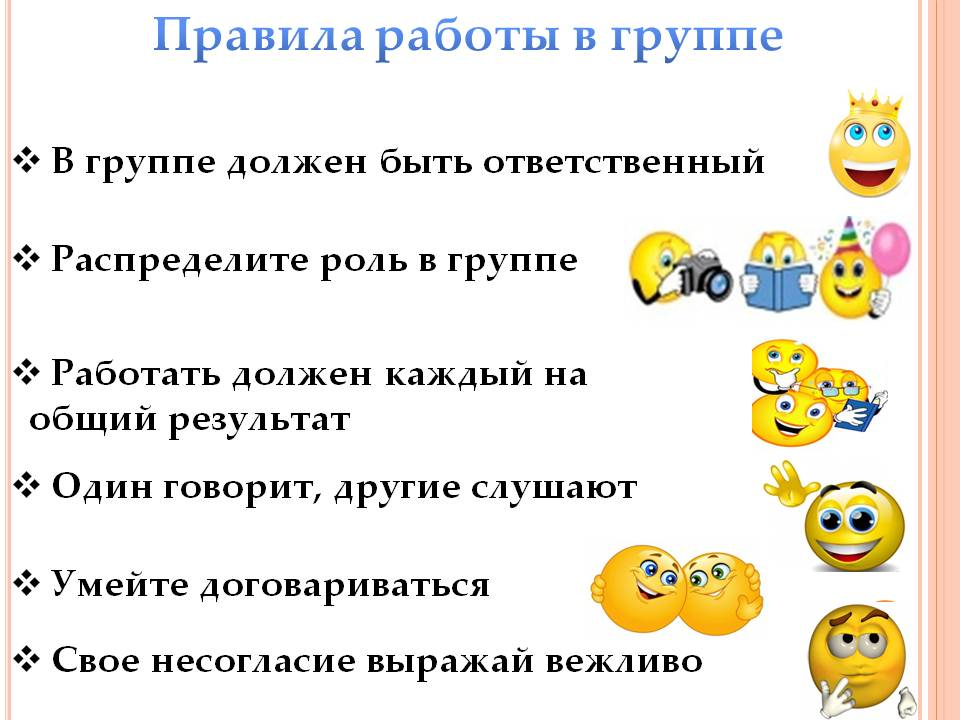 Правила работы в группе
❖ В группе должен быть ответственный
❖ Распределите роль в группе
❖ Работать должен каждый на
общий результат
❖ Один говорит, другие слушают
❖ Умейте договариваться
❖ Свое несогласие выражай вежливо